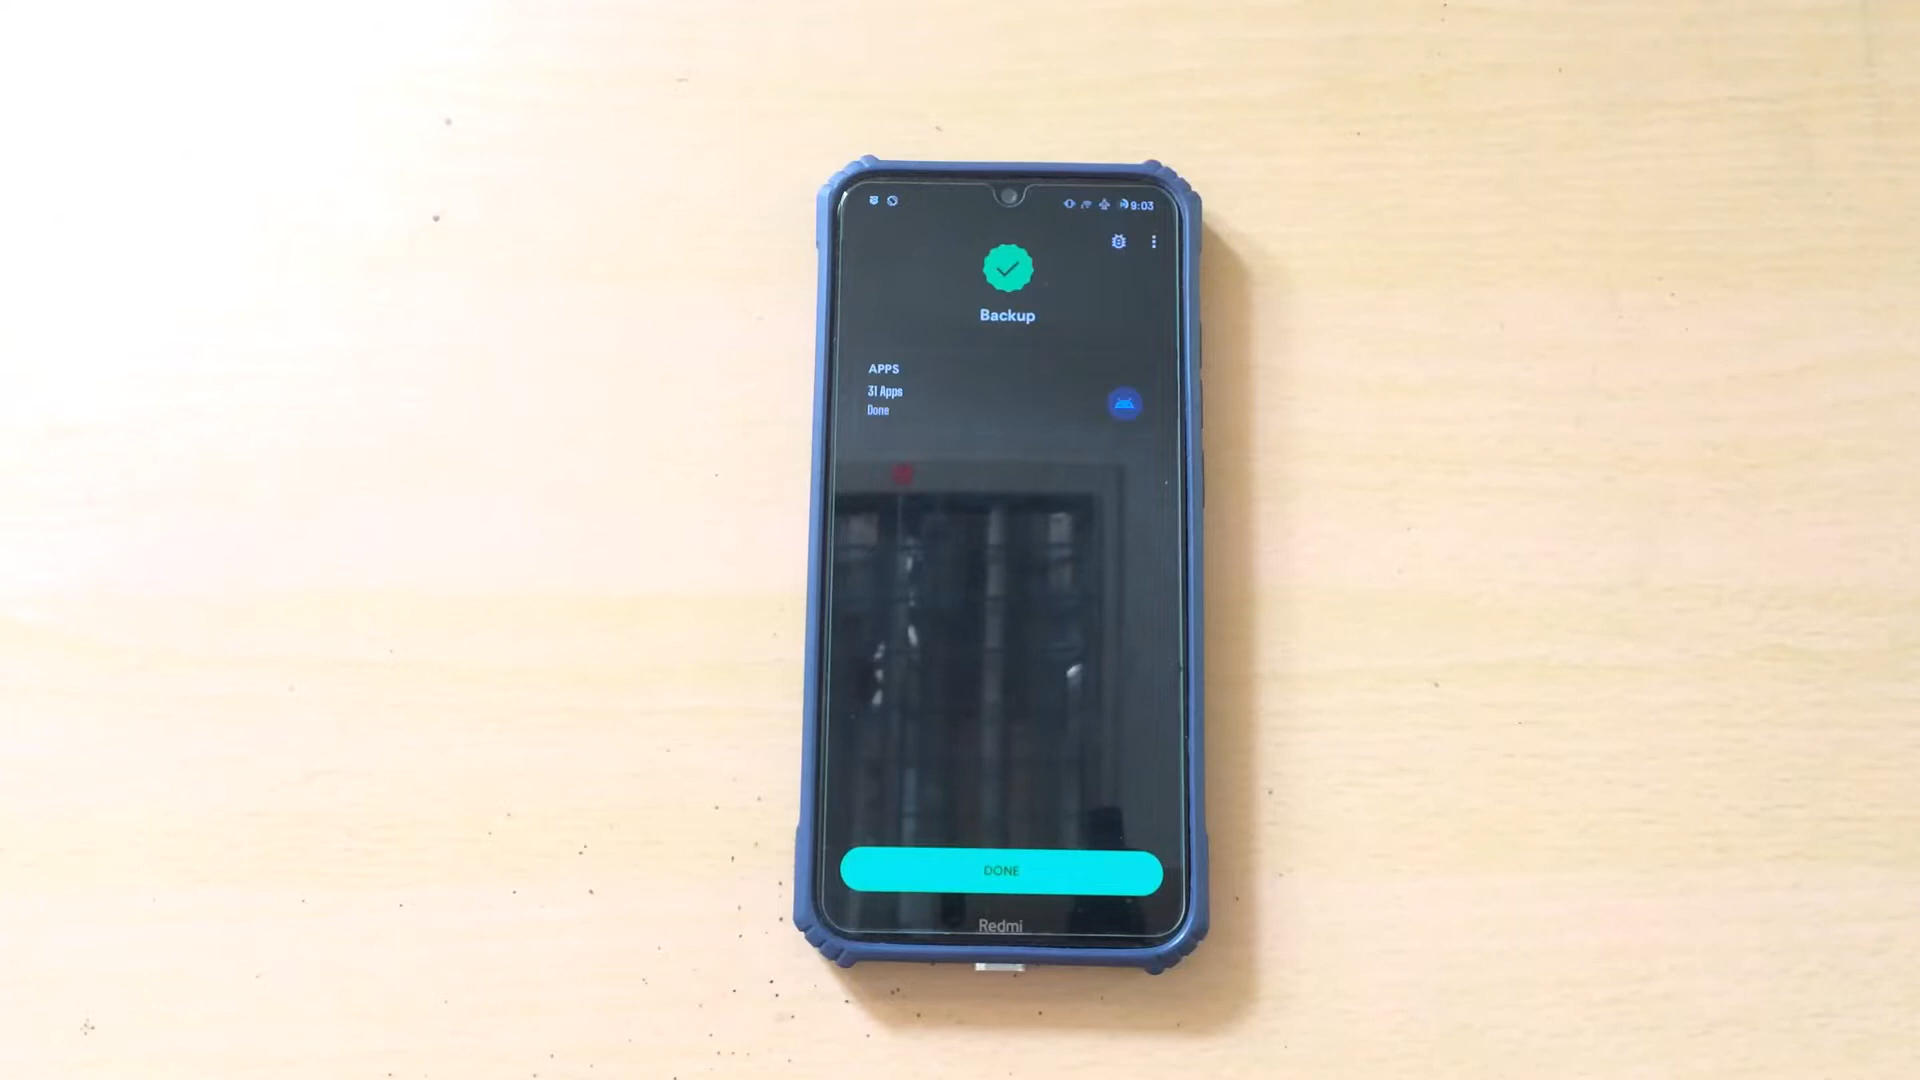 9:03
Backup
APPS
31 Apps
Done
DONE
Redmi